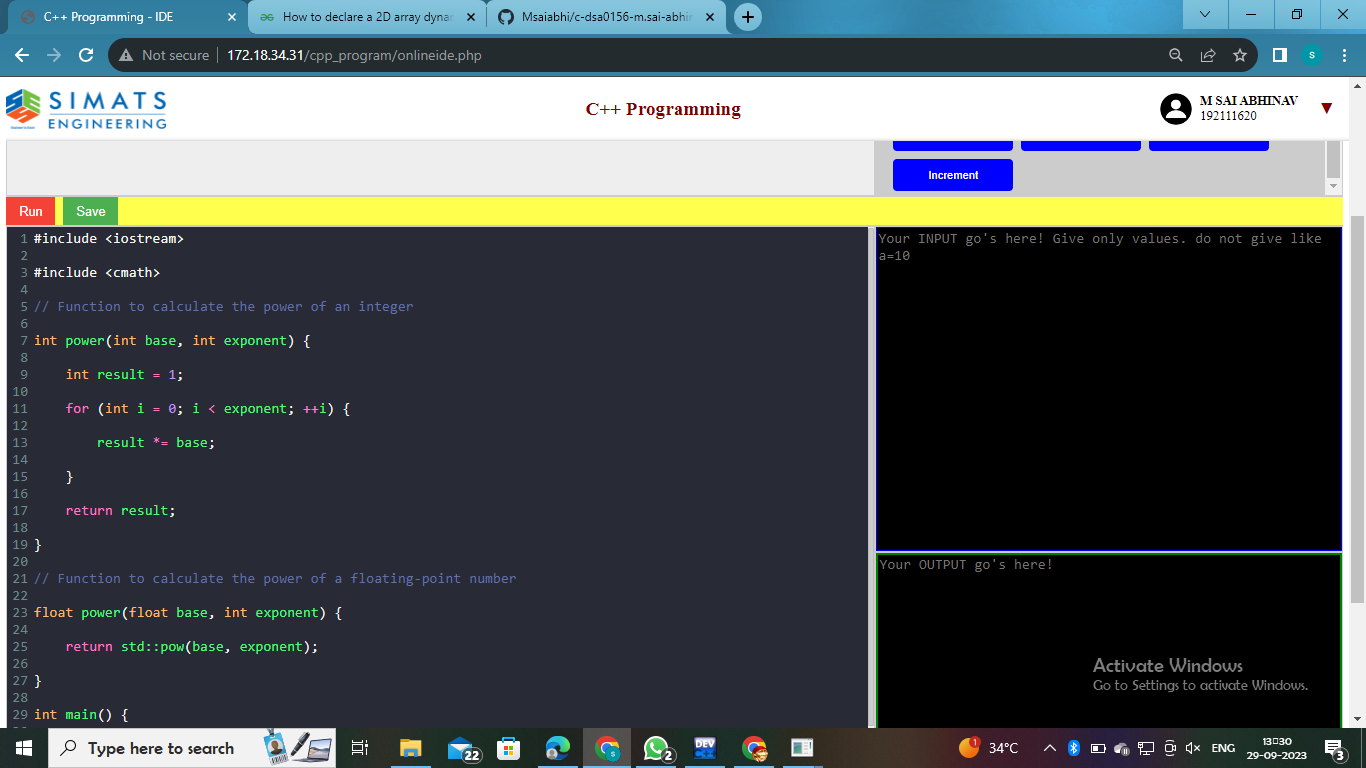 C++ Programming - IDE
How to declare a 2D array dynar
Msaiabhi/c-dsa0156-m.sai-abhin
Not secure
172.18.34.31/cpp_program/onlineide.php
S
SIMATS
ENGINEERING
C++ Programming
M SAI ABHINAV
192111620
Increment
Run
Save
1 #include <iostream>
2
3 #include <cmath>
4
5 // Function to calculate the power of an integer
6
7 int power(int base, int exponent) {
8
9 int result = 1;
10
11 for (int i = 0; i < exponent; ++i) {
12
13 result *= base;
14
15 }
16
17 return result;
18
19 }
20
21 // Function to calculate the power of a floating-point number
22
23 float power(float base, int exponent) {
24
25 return std::pow(base, exponent);
26
27 }
28
29 int main() {
Your INPUT go's here! Give only values. do not give like
a=10
Your OUTPUT go's here!
Activate Windows
Go to Settings to activate Windows.
Type here to search
22
S
2
DEV
1
34°C
ENG
13:30
29-09-2023
3